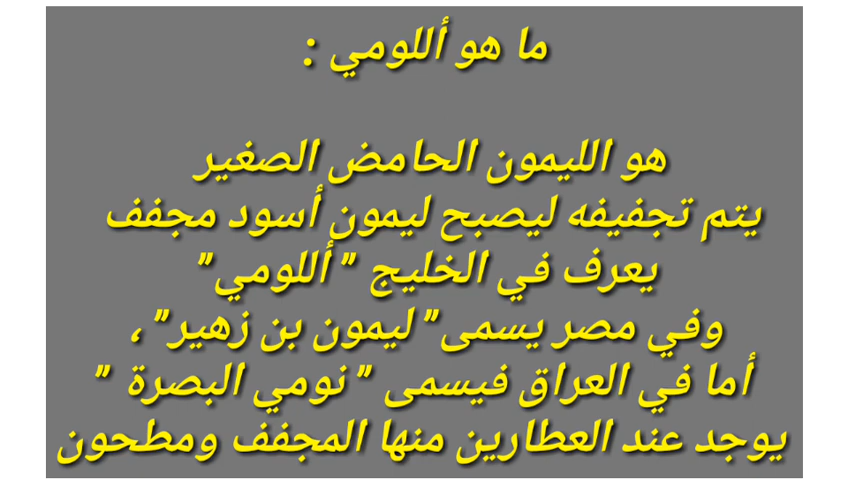 ما هو أللومي :
هو الليمون الحامض الصغير
يتم تجفيفه ليصبح ليمون أسود مجفف
يعرف في الخليج " أللومي"
وفي مصر يسمى" ليمون بن زهير" ،
أما في العراق فيسمى " نومي البصرة "
يوجد عند العطارين منها المجفف ومطحون